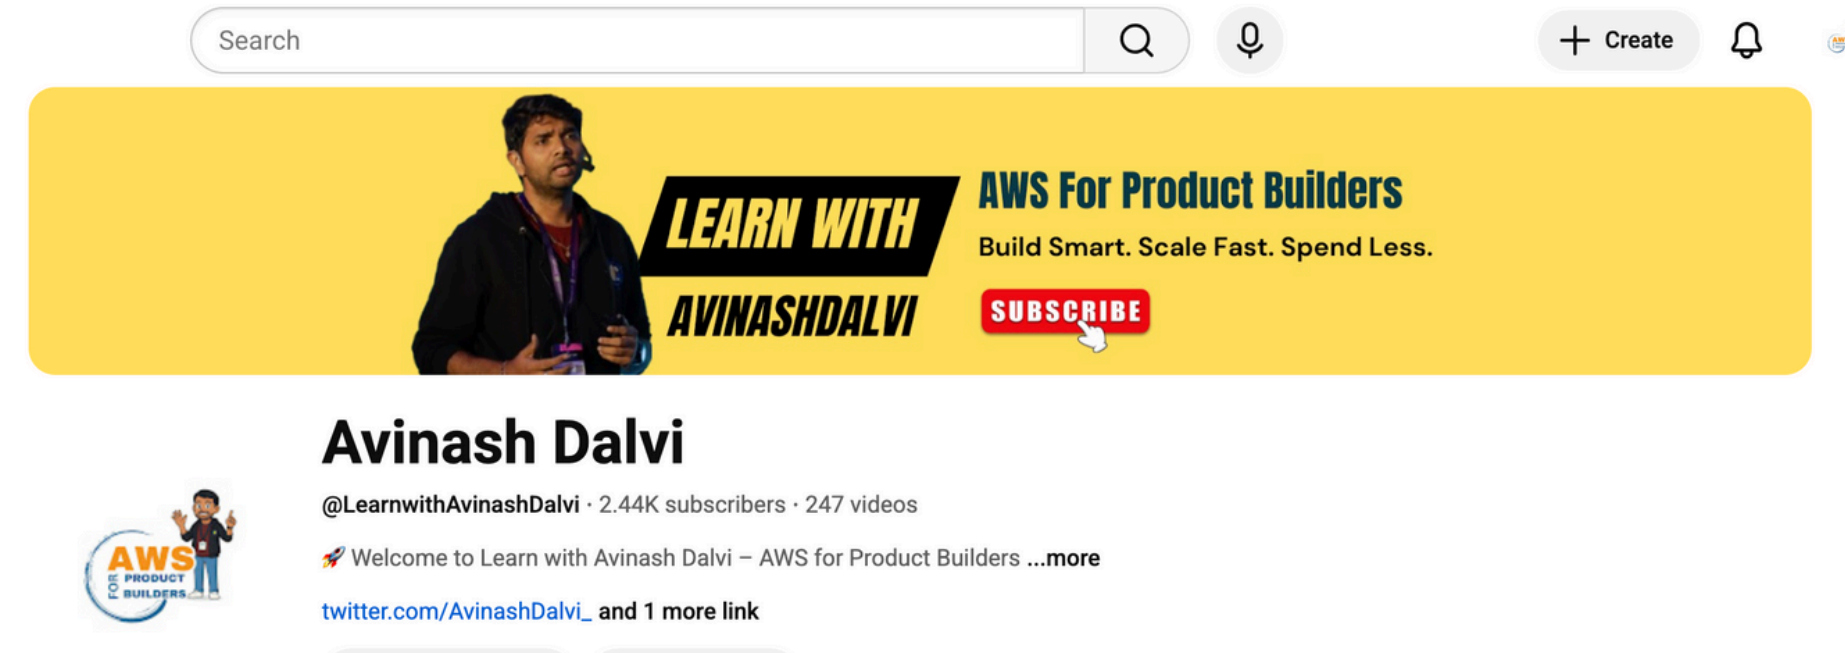 Search
Create
LEARN WITH
AVINASHDALVI
AWS For Product Builders
Build Smart. Scale Fast. Spend Less.
SUBSCRIBE
Avinash Dalvi
@LearnwithAvinashDalvi · 2.44K subscribers · 247 videos
🚀 Welcome to Learn with Avinash Dalvi – AWS for Product Builders ...more
twitter.com/AvinashDalvi_ and 1 more link
AWS
FOR
PRODUCT
BUILDERS